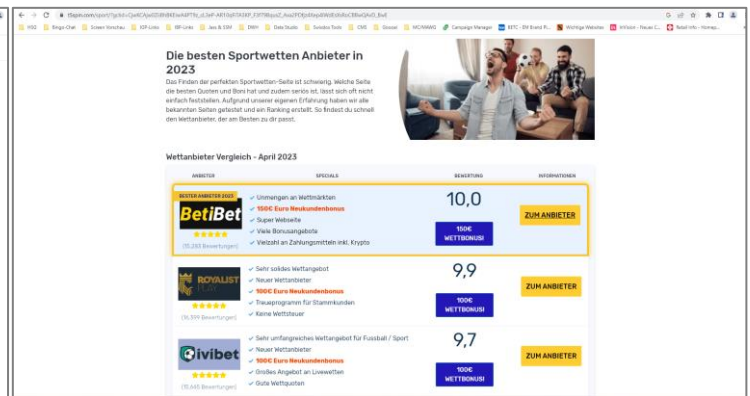 Die besten Sportwetten Anbieter in
2023
Das Finden der perfekten Sportwetten-Seite ist schwierig. Welche Seite
die besten Quoten und Boni hat und zudem seriös ist, lässt sich oft nicht
einfach feststellen. Aufgrund unserer eigenen Erfahrung haben wir alle
bekannten Seiten getestet und ein Ranking erstellt. So findest du schnell
den Wettanbieter, der am Besten zu dir passt.
Wettanbieter Vergleich - April 2023
ANBIETER SPECIALS BEWERTUNG INFORMATIONEN
BESTER ANBIETER 2023
BetiBet
Unmengen an Wettmärkten
150€ Euro Neukundenbonus
Super Webseite
Viele Bonusangebote
Vielzahl an Zahlungsmitteln inkl. Krypto
10,0
150€
WETTBONUS!
ZUM ANBIETER
ROYALIST
PLAY
Sehr solides Wettangebot
Neuer Wettanbieter
100€ Euro Neukundenbonus
Treueprogramm für Stammkunden
Keine Wettsteuer
9,9
100€
WETTBONUS!
ZUM ANBIETER
ivibet
Sehr umfangreiches Wettangebot für Fussball / Sport
Neuer Wettanbieter
100€ Euro Neukundenbonus
Großes Angebot an Livewetten
Gute Wettquoten
9,7
100€
WETTBONUS!
ZUM ANBIETER